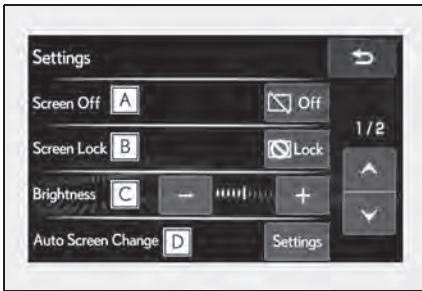 Settings
Screen Off A Off
1/2
Screen Lock B Lock
Brightness C − +
Auto Screen Change D Settings